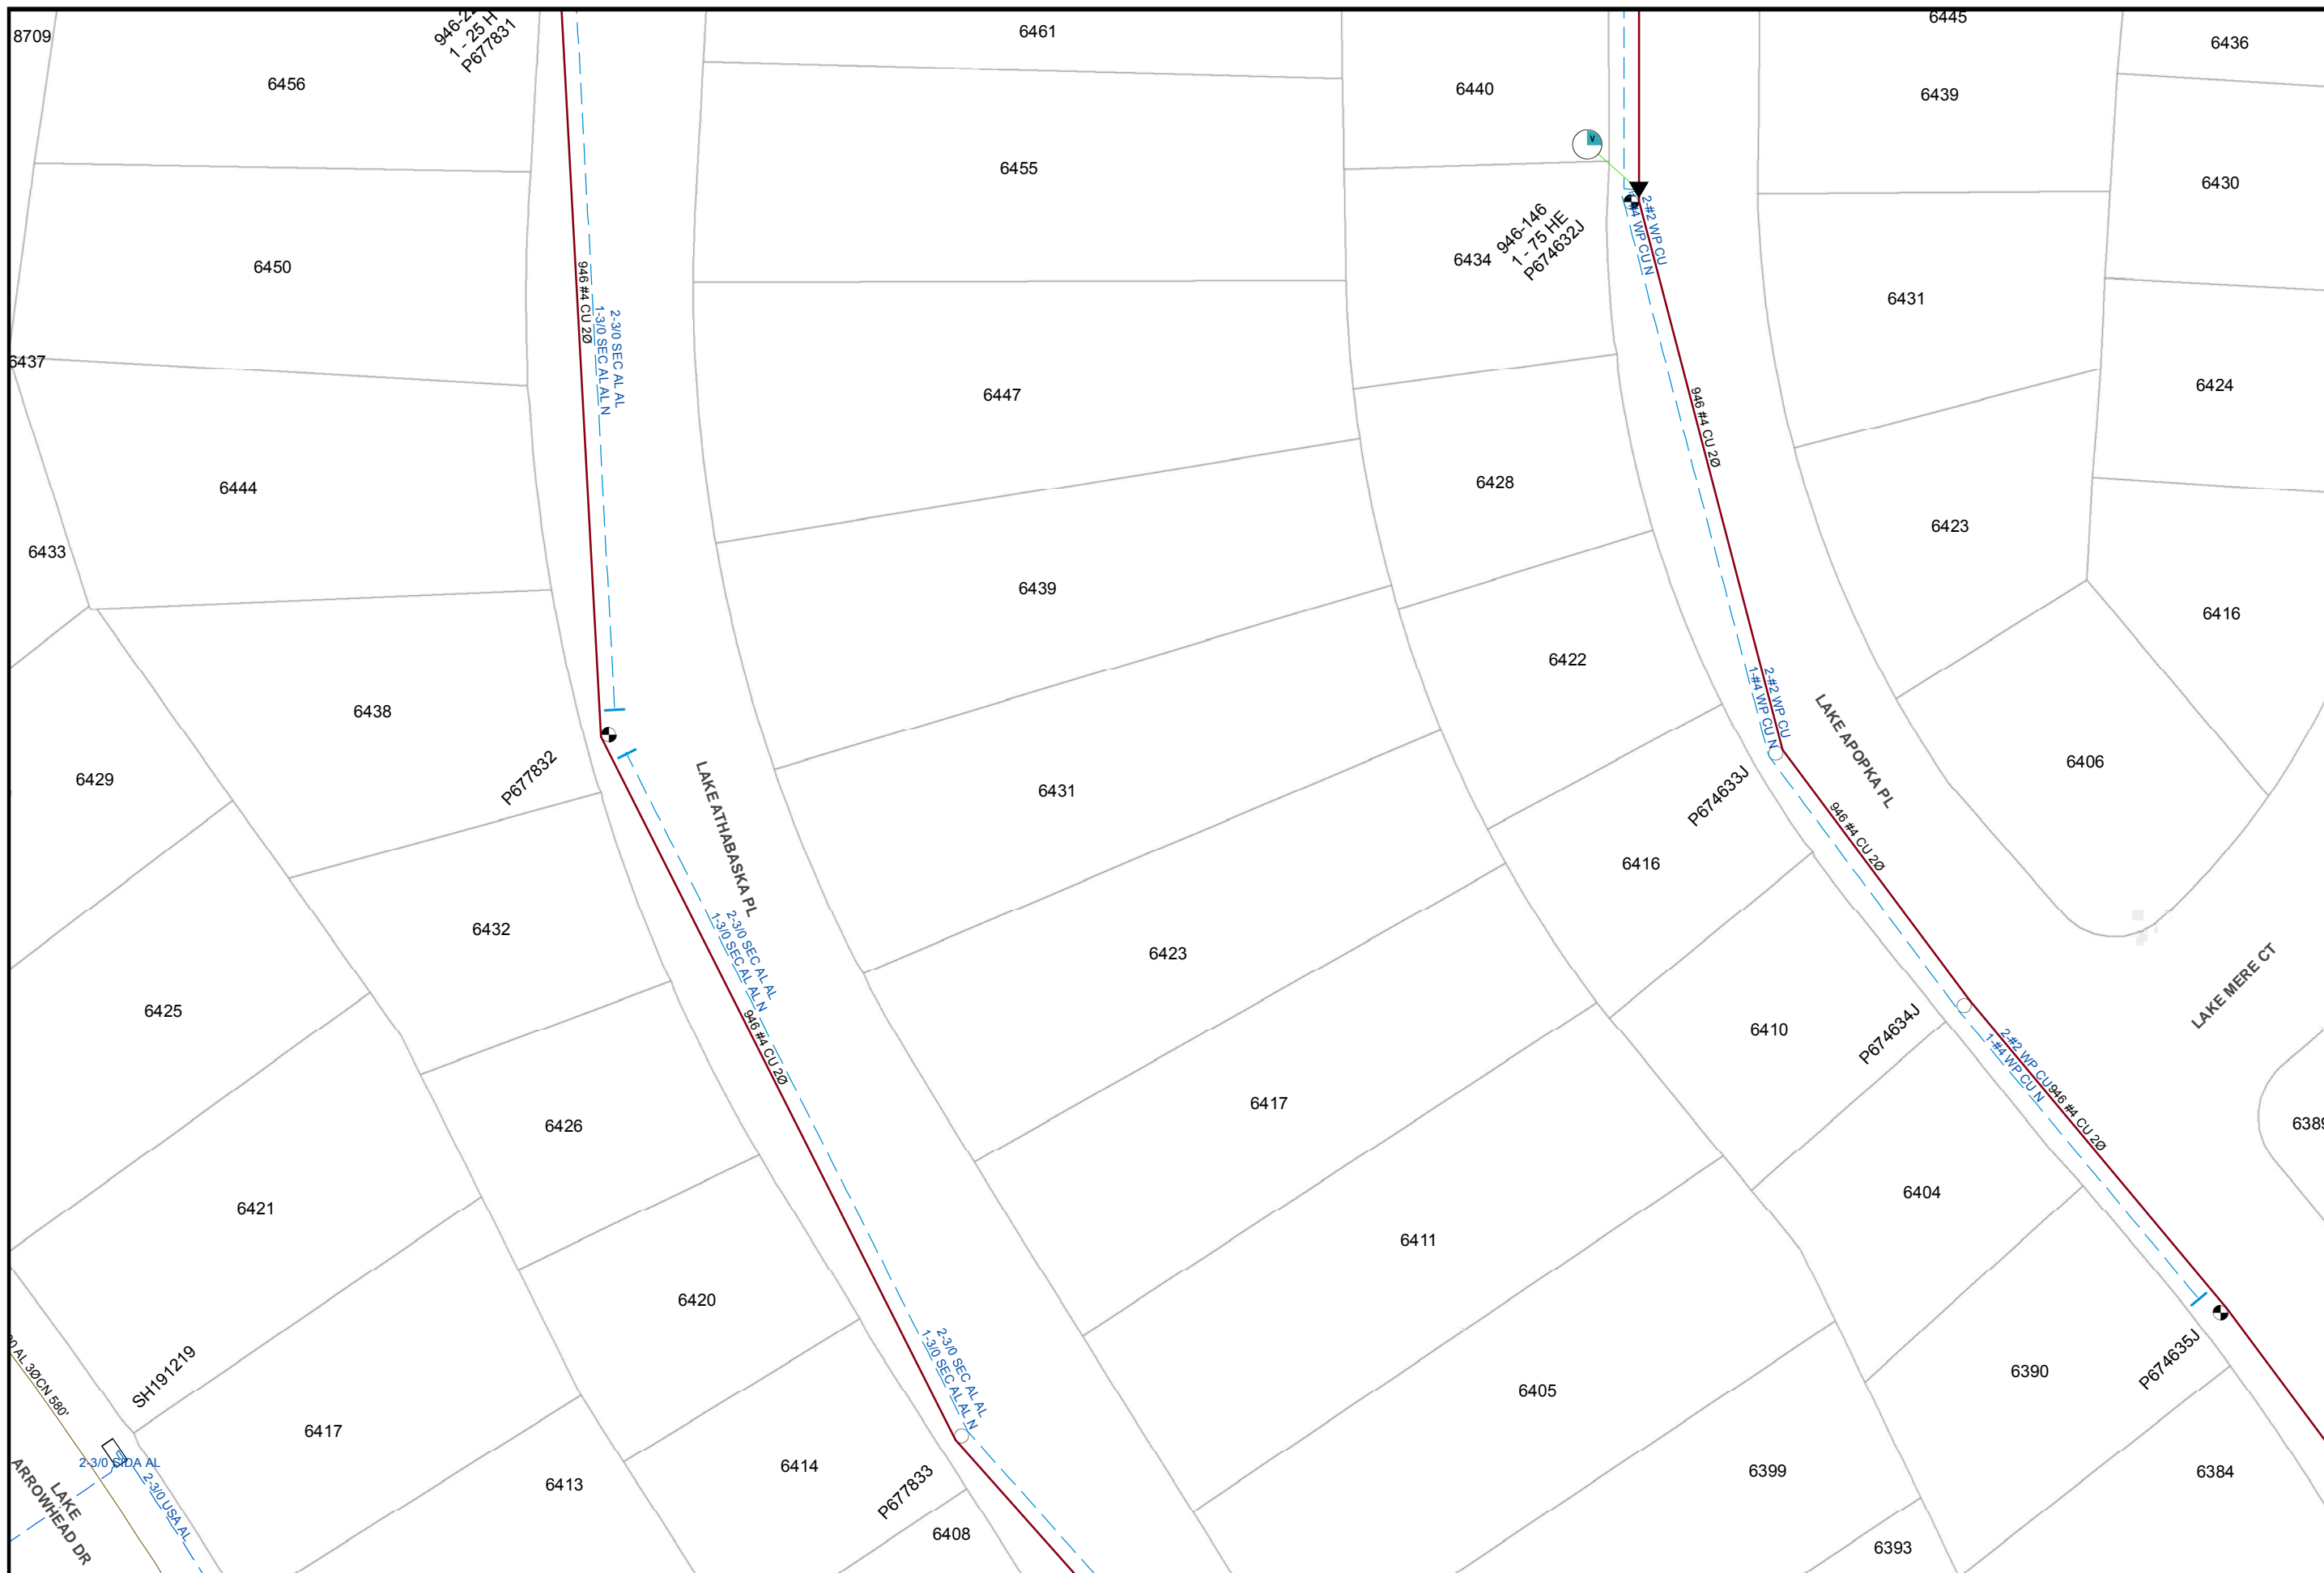 8709
6456
1 - 25 H
P677831
6461
6440
6445
6439
6436
6455
6450
6430
6434
946-146
1 - 75 HE
P674632J
2-#2 WP CU
6431
946 #4 CU 2Ø
2-3/0 SEC AL AL
1-3/0 SEC AL AL N
6437
6447
6424
946 #4 CU 2Ø
6444
6428
6423
6433
6439
6416
6438
6422
2-#2 WP CU
1-#4 WP CU N
LAKE APOPKA PL
6406
6429
P677832
6431
P674633J
LAKE ATHABASKA PL
946 #4 CU 2Ø
6416
6432
2-3/0 SEC AL AL
1-3/0 SEC AL AL N
6423
LAKE MERE CT
6425
946 #4 CU 2Ø
6410
P674634J
2-#2 WP CU
1-#4 WP CU N
946 #4 CU 2Ø
6426
6417
6421
6404
6411
6420
SH191219
2-3/0 SEC AL AL
1-3/0 SEC AL AL N
6405
6390
P674635J
6417
AL 3ØCN 580'
2-3/0 SIDA AL
2-3/0 USA AL
LAKE
ARROWHEAD DR
6413
6414
P677833
6399
6384
6408
6393